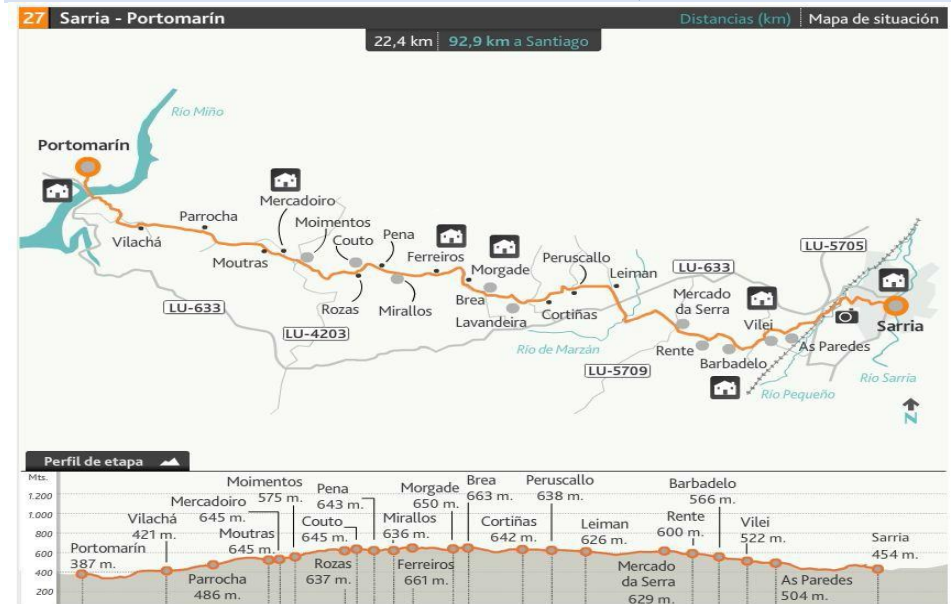 27 Sarria - Portomarín
Distancias (km) Mapa de situación
22,4 km 92,9 km a Santiago
Río Miño
Portomarín
Mercadoiro
Parrocha
Moimentos
Vilachá
Couto
Pena
Moutras
Ferreiros
Morgade
Peruscallo
LU-5705
Leiman
LU-633
LU-633
Rozas
Mirallos
Brea
Lavandeira
Cortiñas
Mercado
da Serra
Vilei
Sarria
LU-4203
Río de Marzán
Rente
As Paredes
Barbadelo
LU-5709
Río Pequeño
Río Sarria
N
Perfil de etapa
Mts.
1.200
1.000
800
600
400
200
Portomarín
387 m.
Vilachá
421 m.
Parrocha
486 m.
Moutras
645 m.
Mercadoiro
645 m.
Moimentos
575 m.
Rozas
637 m.
Couto
645 m.
Pena
643 m.
Mirallos
636 m.
Ferreiros
661 m.
Morgade
650 m.
Brea
663 m.
Cortiñas
642 m.
Peruscallo
638 m.
Leiman
626 m.
Mercado
da Serra
629 m.
Rente
600 m.
Barbadelo
566 m.
Vilei
522 m.
As Paredes
504 m.
Sarria
454 m.